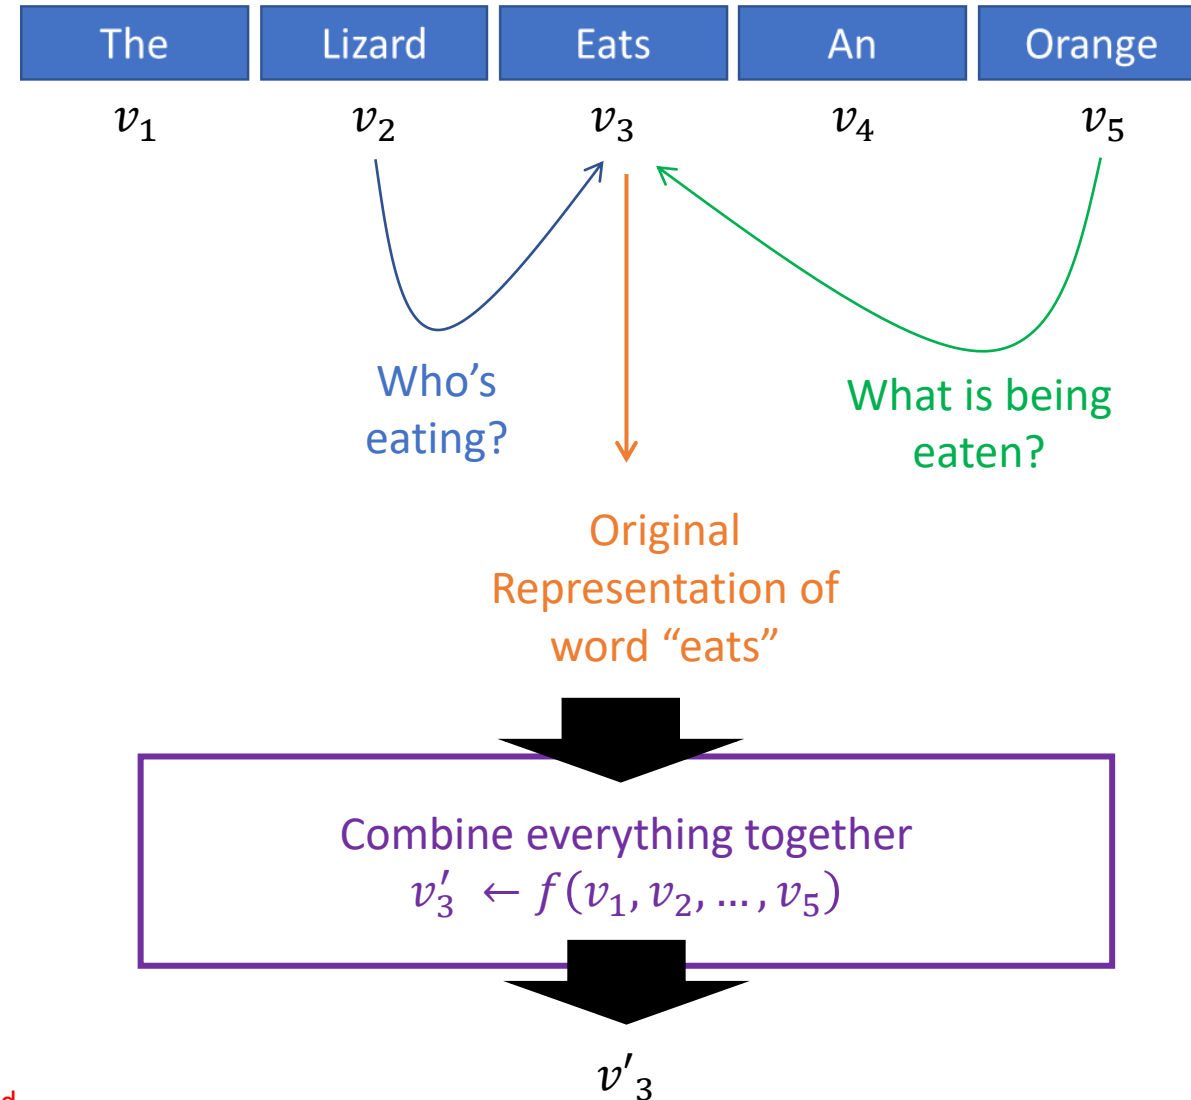 The Lizard Eats An Orange
v₁ v₂ v₃ v₄ v₅
Who’s
eating?
What is being
eaten?
Original
Representation of
word “eats”
Combine everything together
v₃′ ← f(v₁, v₂, … , v₅)
v′₃